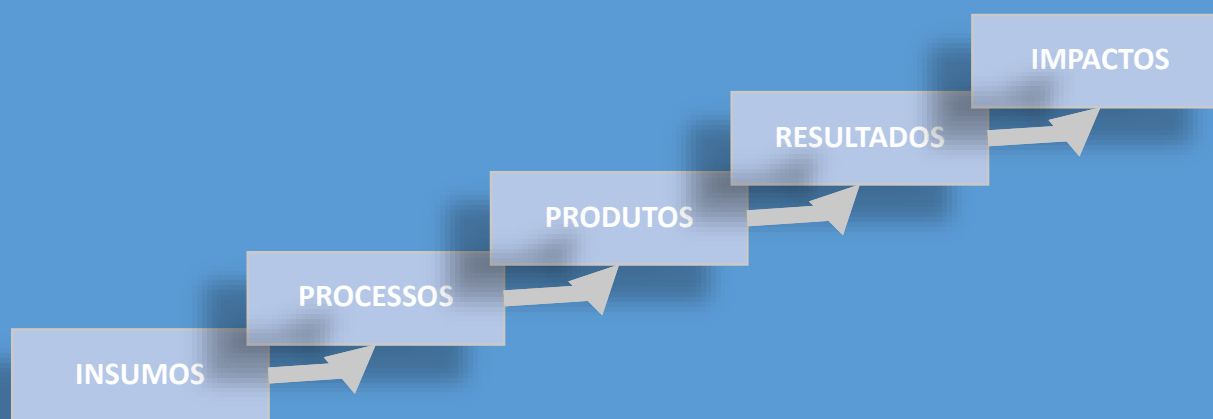 IMPACTOS
RESULTADOS
PRODUTOS
PROCESSOS
INSUMOS